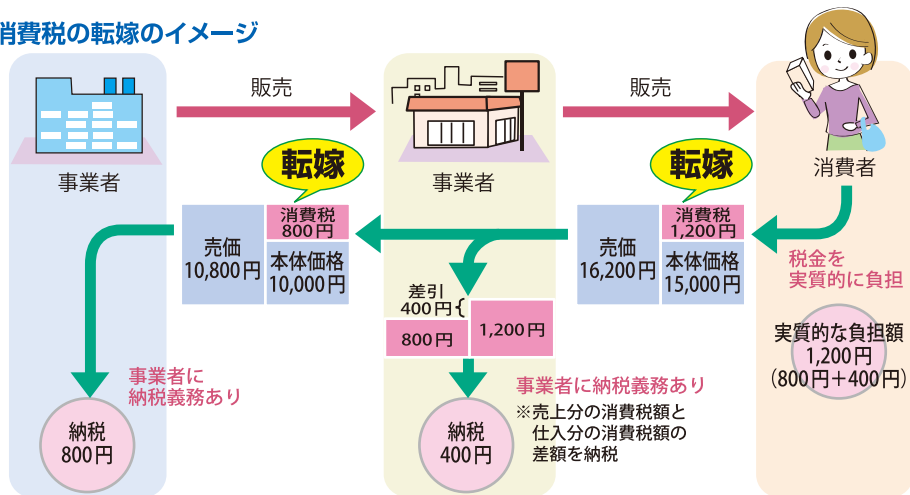 消費税の転嫁のイメージ
販売
販売
事業者
転嫁
事業者
転嫁
消費者
売価
10,800円
消費税
800円
本体価格
10,000円
売価
16,200円
消費税
1,200円
本体価格
15,000円
税金を
実質的に負担
差引
400円{
800円
1,200円
実質的な負担額
1,200円
(800円+400円)
事業者に
納税義務あり
納税
800円
納税
400円
事業者に納税義務あり
※売上分の消費税額と
仕入分の消費税額の
差額を納税